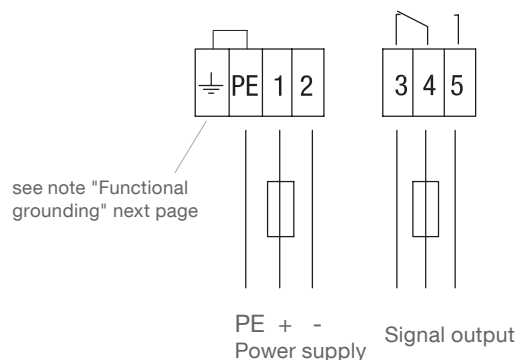 PE 1 2 3 4 5
see note "Functional
grounding" next page
PE + -
Power supply
Signal output